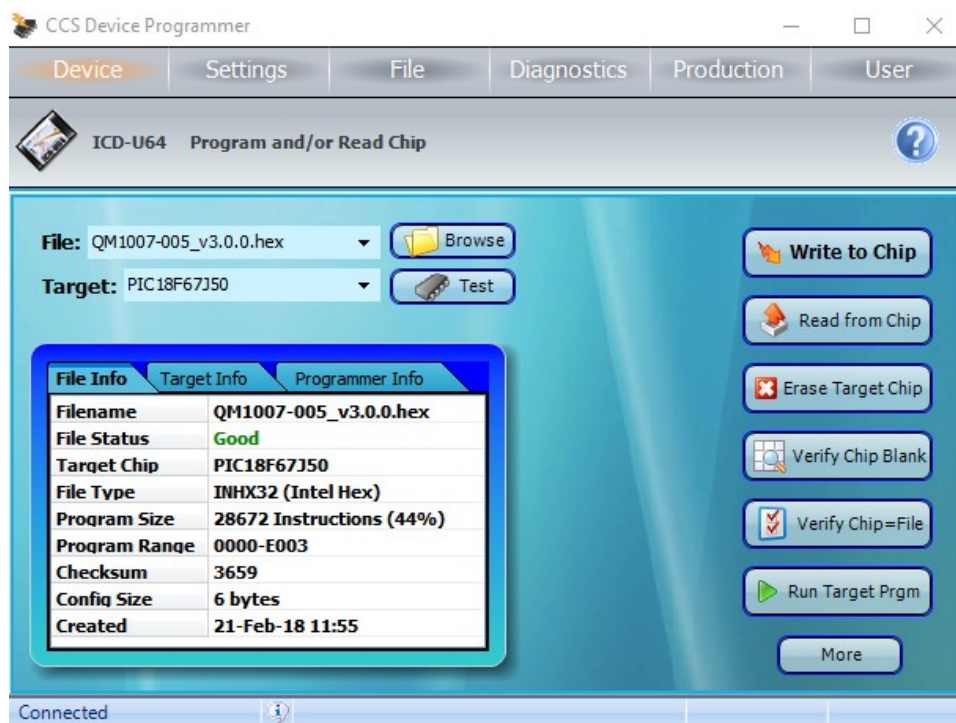 CCS Device Programmer
Device Settings File Diagnostics Production User
ICD-U64 Program and/or Read Chip
File: QM1007-005_v3.0.0.hex Browse
Target: PIC18F67J50 Test
Write to Chip
Read from Chip
Erase Target Chip
Verify Chip Blank
Verify Chip=File
Run Target Prgm
More
File Info Target Info Programmer Info
Filename QM1007-005_v3.0.0.hex
File Status Good
Target Chip PIC18F67J50
File Type INHX32 (Intel Hex)
Program Size 28672 Instructions (44%)
Program Range 0000-E003
Checksum 3659
Config Size 6 bytes
Created 21-Feb-18 11:55
Connected